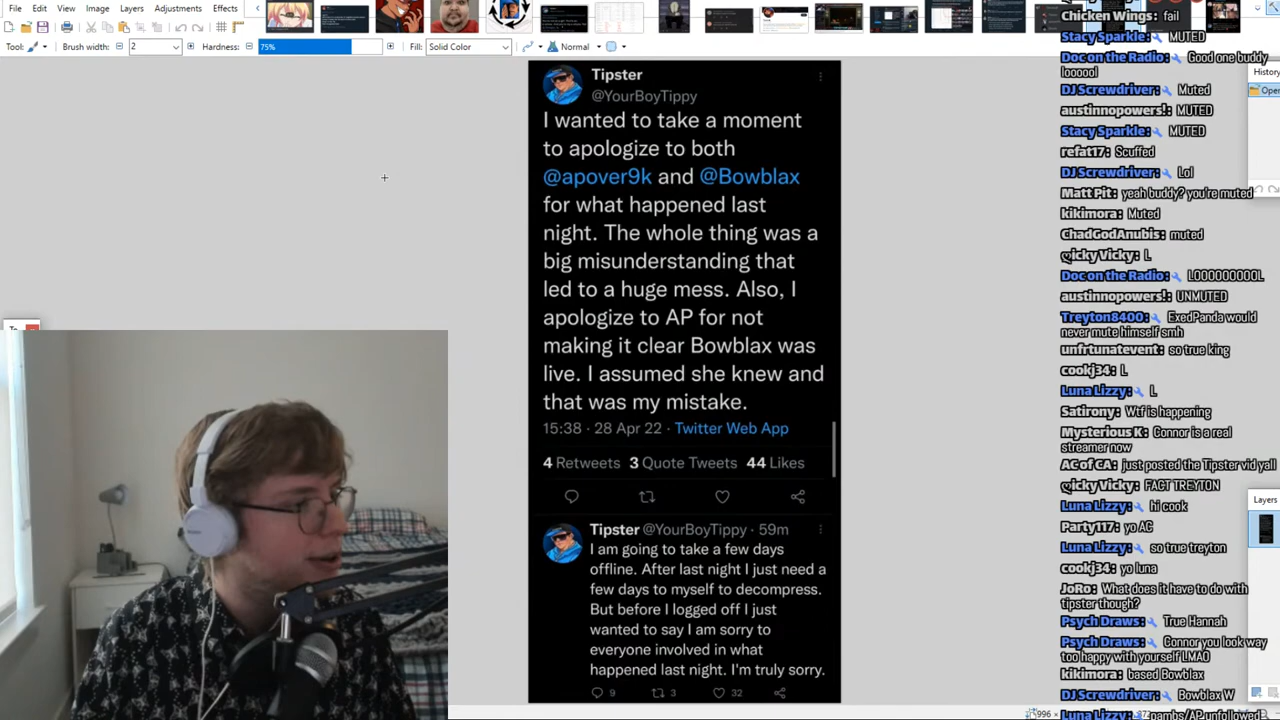 File
Edit
Adjustments
Effects
Tool:
Brush width:
2
Hardness:
75%
Fill:
Solid Color
Normal
Tipster
@YourBoyTippy
I wanted to take a moment
to apologize to both
@apover9k and @Bowblax
for what happened last
night. The whole thing was a
big misunderstanding that
led to a huge mess. Also, I
apologize to AP for not
making it clear Bowblax was
live. I assumed she knew and
that was my mistake.
15:38 · 28 Apr 22 · Twitter Web App
4 Retweets 3 Quote Tweets 44 Likes
Tipster @YourBoyTippy · 59m
I am going to take a few days
offline. After last night I just need a
few days to myself to decompress.
But before I logged off I just
wanted to say I am sorry to
everyone involved in what
happened last night. I'm truly sorry.
9 3 32
Chicken Wings: fail
Stacy Sparkle: MUTED
Doc on the Radio: Good one buddy
looool
DJ Screwdriver: Muted
austinnopowers!: MUTED
Stacy Sparkle: MUTED
refat17: Scuffed
DJ Screwdriver: Lol
Matt Pit: yeah buddy? you're muted
kikimora: Muted
ChadGodAnubis: muted
ღickyVicky: L
Doc on the Radio: LOOOOOOOOL
austinnopowers!: UNMUTED
Treyton8400: ExedPanda would
never mute himself smh
unfrtunatevent: so true king
cookj34: L
Luna Lizzy: L
Satirony: Wtf is happening
Mysterious K: Connor is a real
streamer now
AC of CA: just posted the Tipster vid yall
ღickyVicky: FACT TREYTON
Luna Lizzy: hi cook
Party117: yo AC
Luna Lizzy: so true treyton
cookj34: yo luna
JoRo: What does it have to do with
tipster though?
Psych Draws: True Hannah
Psych Draws: Connor you look way
too happy with yourself LMAO
kikimora: based Bowblax
DJ Screwdriver: Bowblax W
Luna Lizzy:
History
Open
Layers